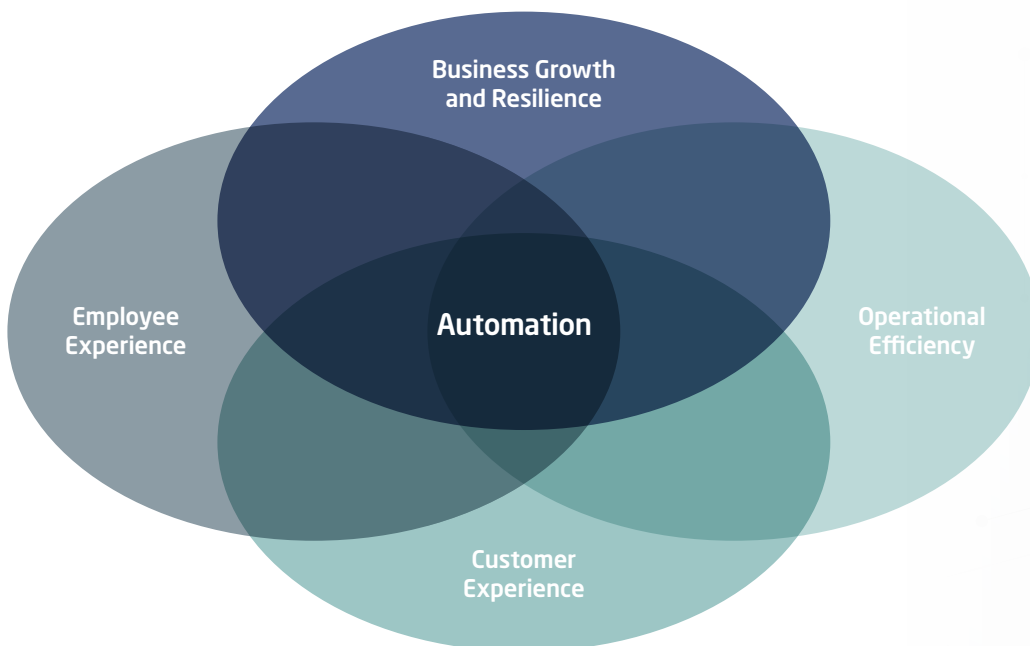 Business Growth
and Resilience
Employee
Experience
Automation
Operational
Efficiency
Customer
Experience